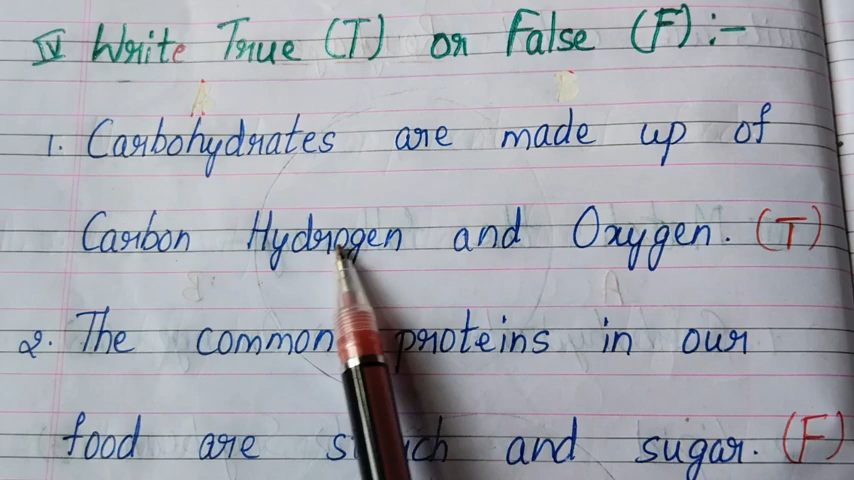 IV Write True (T) or False (F) :-
1. Carbohydrates are made up of
Carbon Hydrogen and Oxygen. (T)
2. The common proteins in our
food are and sugar. (F)